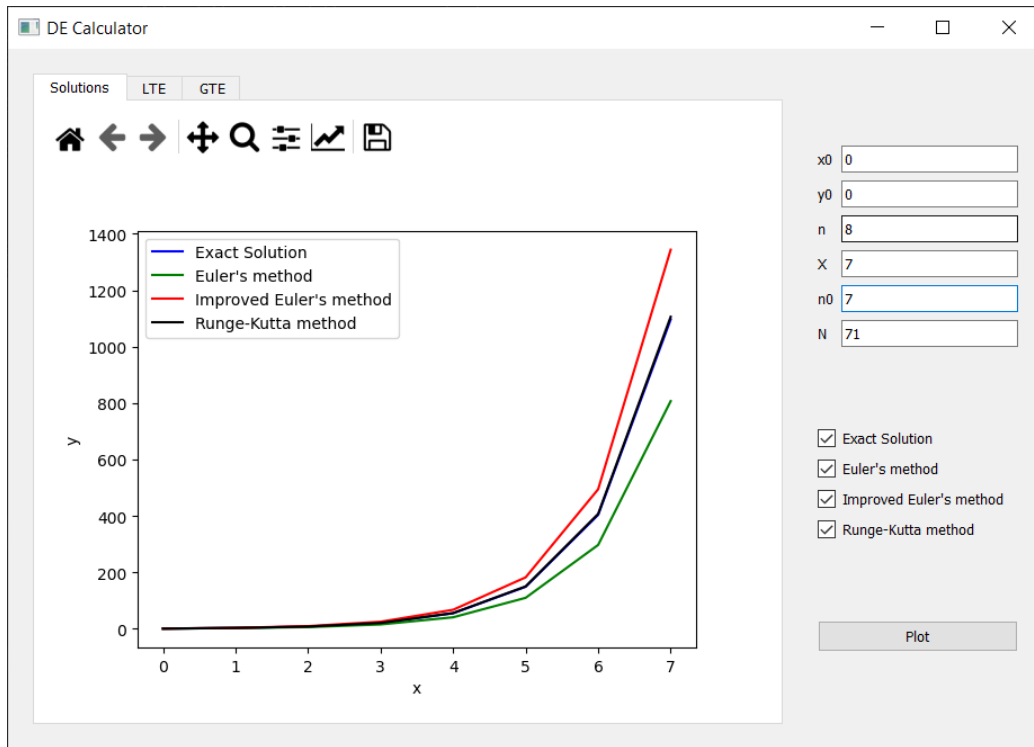 DE Calculator
Solutions LTE GTE
1400
1200
1000
800
600
400
200
0
y
Exact Solution
Euler's method
Improved Euler's method
Runge-Kutta method
0 1 2 3 4 5 6 7
x
x0 0
y0 0
n 8
X 7
n0 7
N 71
Exact Solution
Euler's method
Improved Euler's method
Runge-Kutta method
Plot